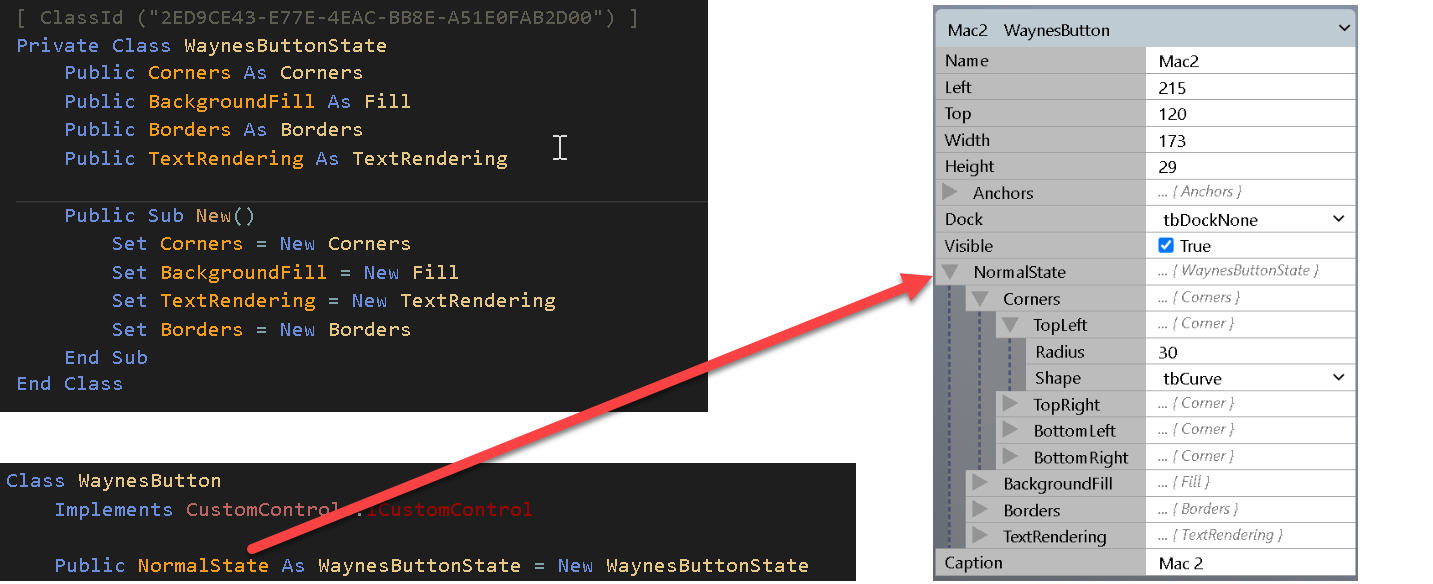 [ ClassId ("2ED9CE43-E77E-4EAC-BB8E-A51E0FAB2D00") ]
Private Class WaynesButtonState
Public Corners As Corners
Public BackgroundFill As Fill
Public Borders As Borders
Public TextRendering As TextRendering
Public Sub New()
Set Corners = New Corners
Set BackgroundFill = New Fill
Set TextRendering = New TextRendering
Set Borders = New Borders
End Sub
End Class
Class WaynesButton
Implements CustomControls.ICustomControl
Public NormalState As WaynesButtonState = New WaynesButtonState
Mac2 WaynesButton
Name Mac2
Left 215
Top 120
Width 173
Height 29
Anchors ... { Anchors }
Dock tbDockNone
Visible True
NormalState ... { WaynesButtonState }
Corners ... { Corners }
TopLeft ... { Corner }
Radius 30
Shape tbCurve
TopRight ... { Corner }
BottomLeft ... { Corner }
BottomRight ... { Corner }
BackgroundFill ... { Fill }
Borders ... { Borders }
TextRendering ... { TextRendering }
Caption Mac 2